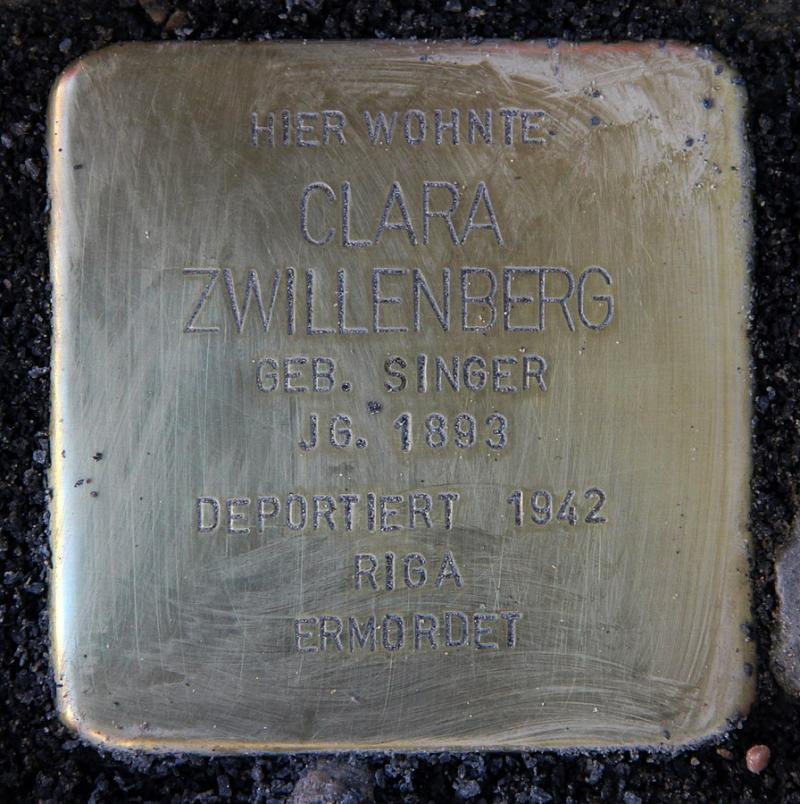 HIER WOHNTE
CLARA
ZWILLENBERG
GEB. SINGER
JG. 1893
DEPORTIERT 1942
RIGA
ERMORDET